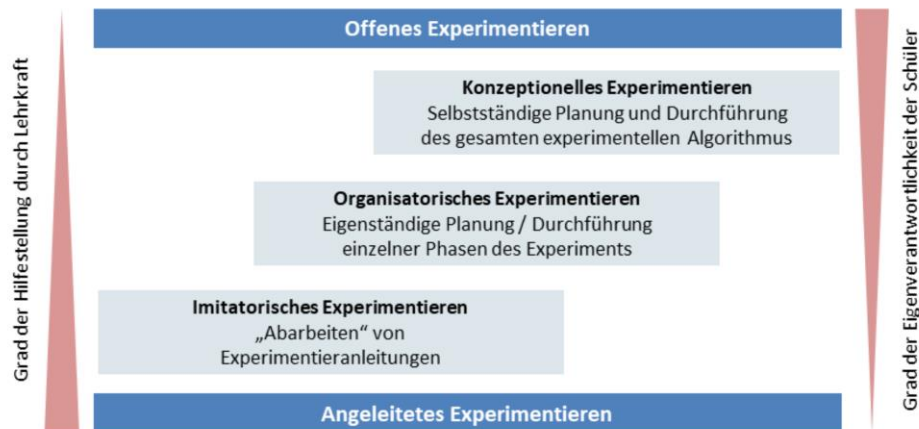 Offenes Experimentieren
Grad der Hilfestellung durch Lehrkraft
Konzeptionelles Experimentieren
Selbstständige Planung und Durchführung
des gesamten experimentellen Algorithmus
Organisatorisches Experimentieren
Eigenständige Planung / Durchführung
einzelner Phasen des Experiments
Imitatorisches Experimentieren
„Abarbeiten“ von
Experimentieranleitungen
Grad der Eigenverantwortlichkeit der Schüler
Angeleitetes Experimentieren